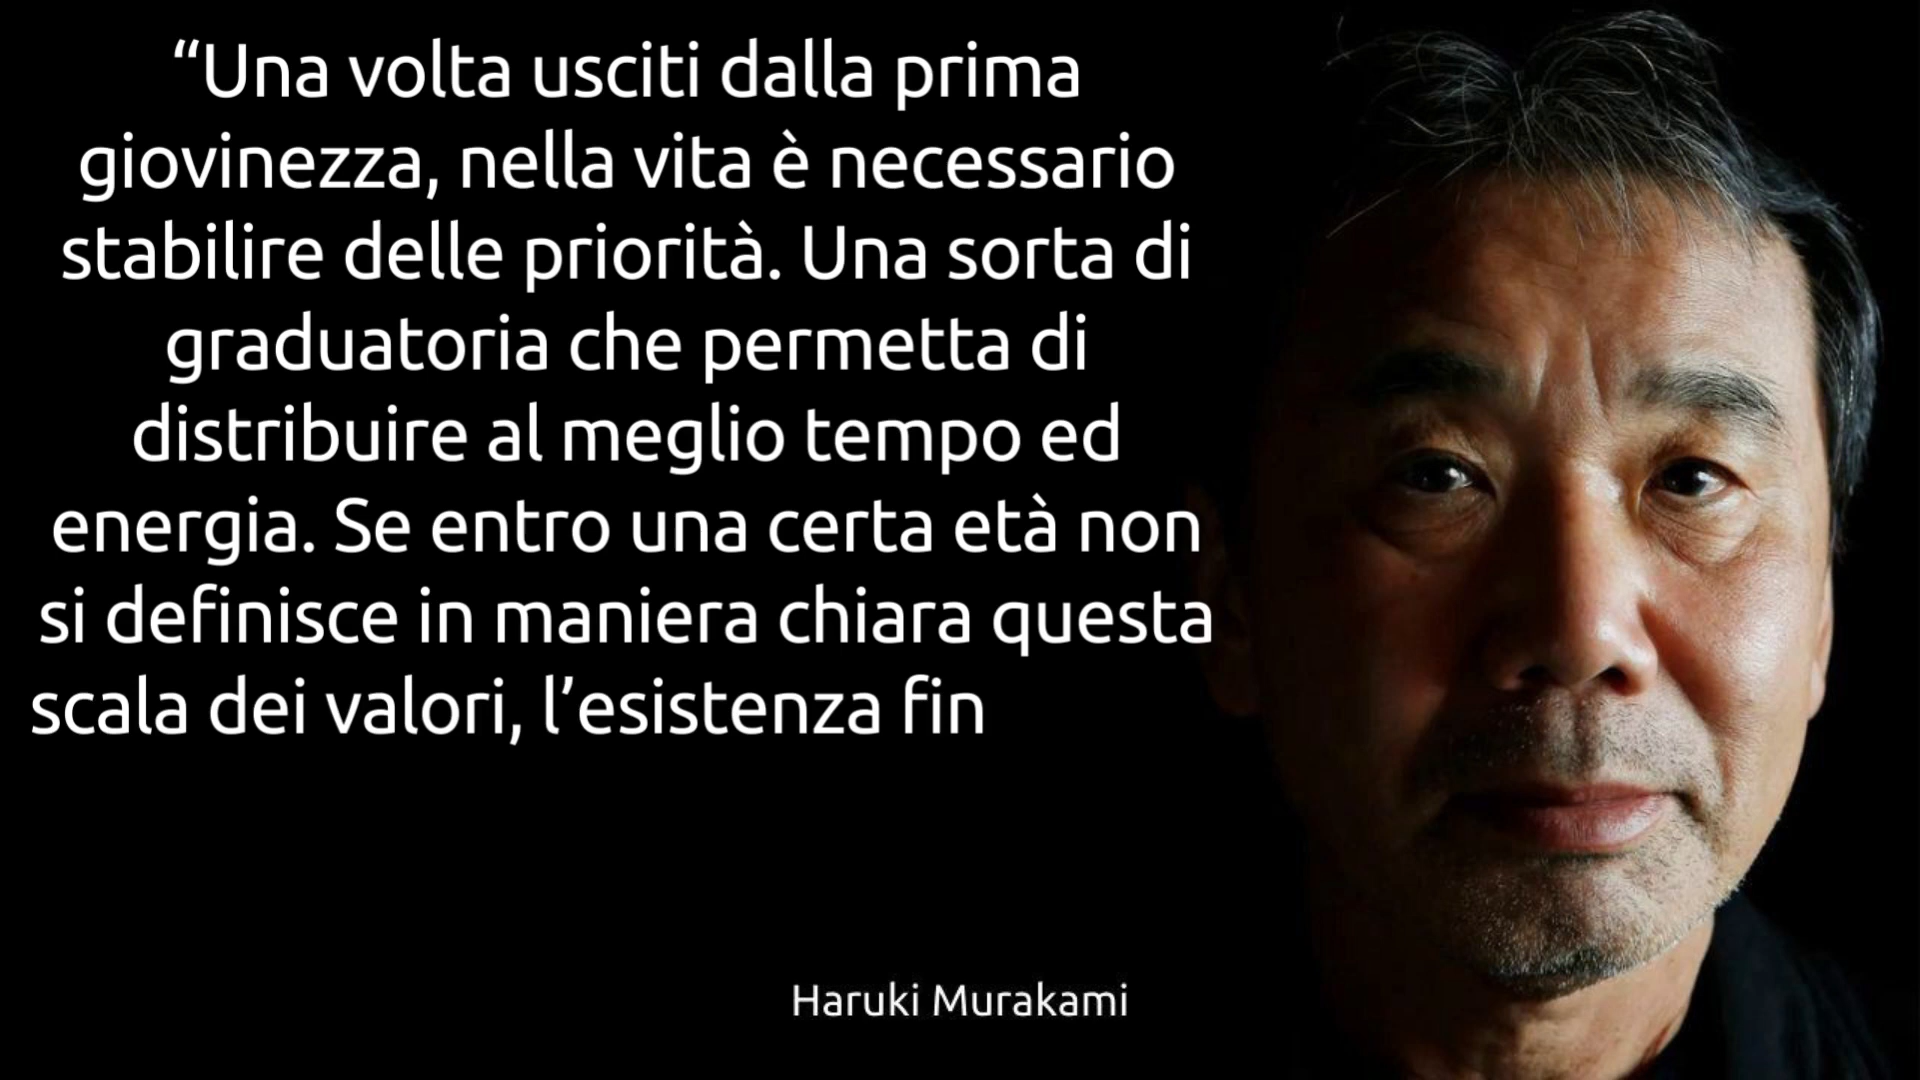 “Una volta usciti dalla prima
giovinezza, nella vita è necessario
stabilire delle priorità. Una sorta di
graduatoria che permetta di
distribuire al meglio tempo ed
energia. Se entro una certa età non
si definisce in maniera chiara questa
scala dei valori, l’esistenza fin
Haruki Murakami